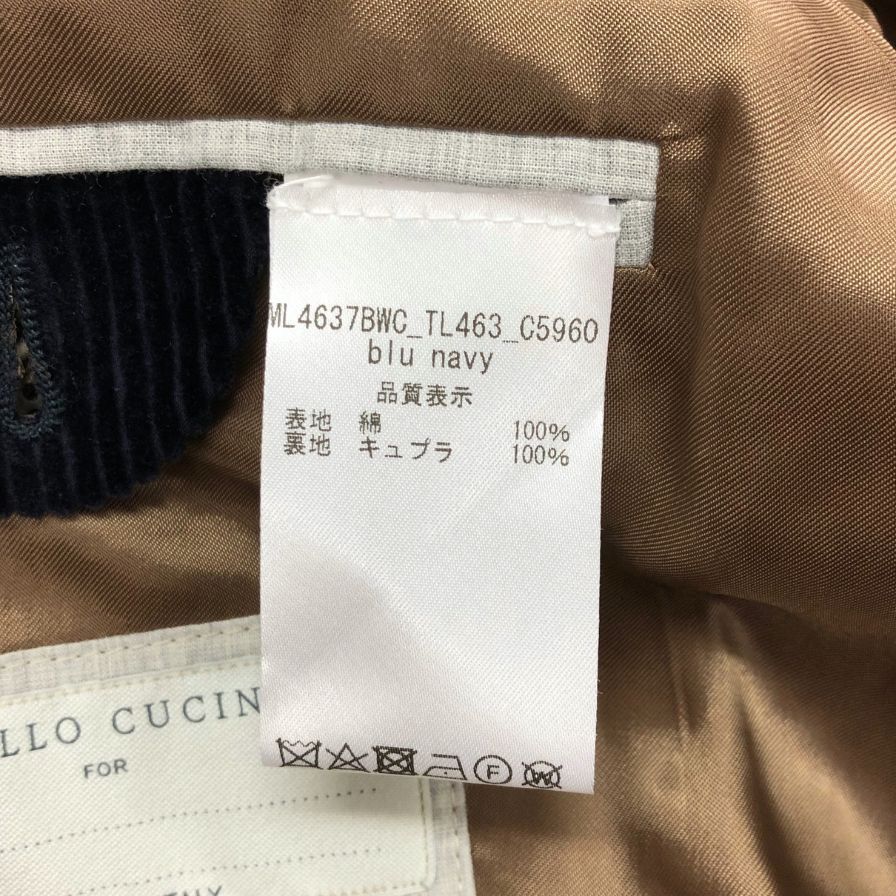 ML4637BWC_TL463_C5960
blu navy
品質表示
表地 綿 100%
裏地 キュプラ 100%
F
W
LLO CUCIN
FOR